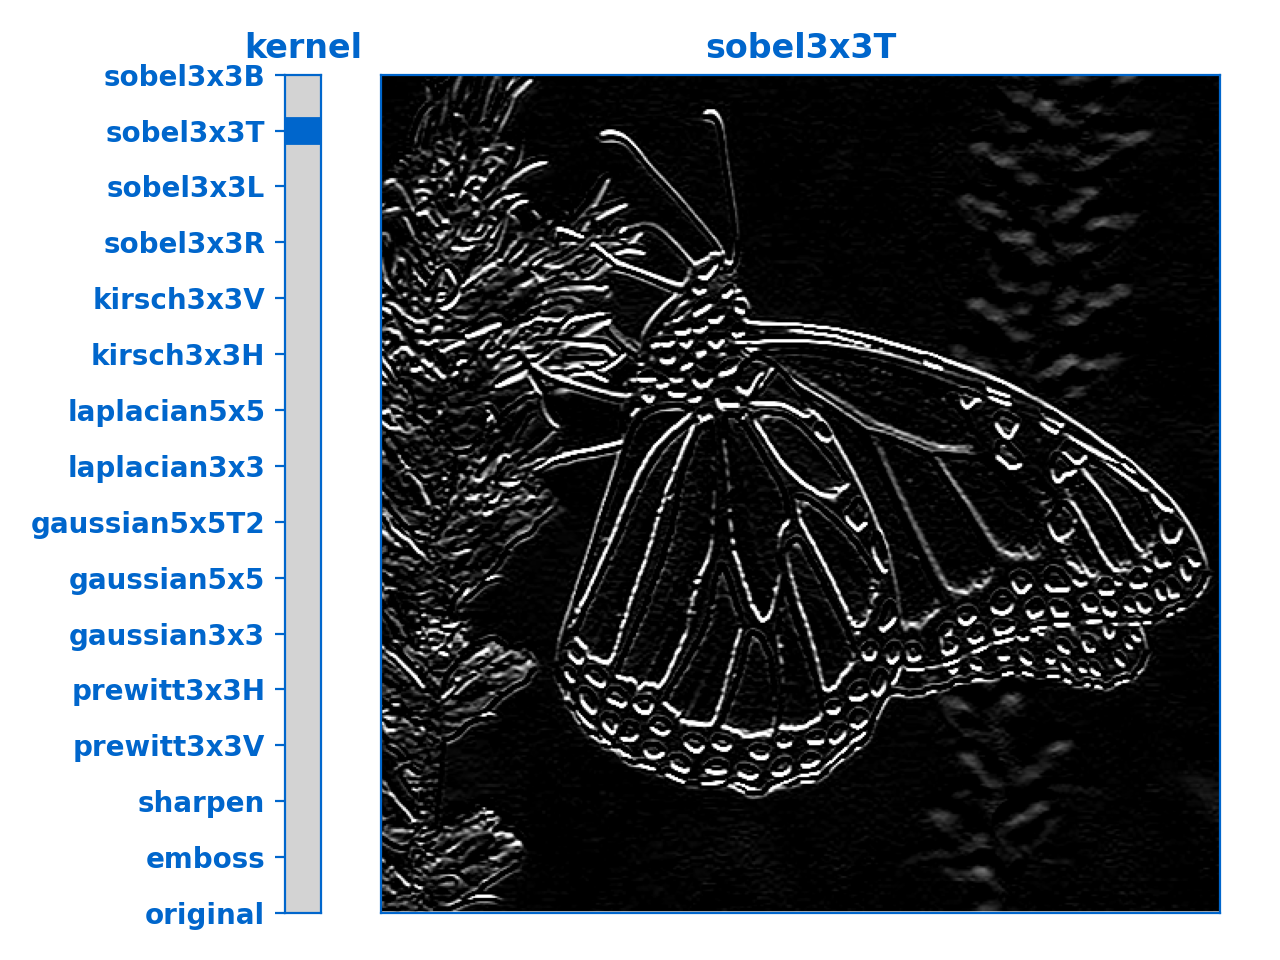 kernel
sobel3x3T
sobel3x3B
sobel3x3T
sobel3x3L
sobel3x3R
kirsch3x3V
kirsch3x3H
laplacian5x5
laplacian3x3
gaussian5x5T2
gaussian5x5
gaussian3x3
prewitt3x3H
prewitt3x3V
sharpen
emboss
original